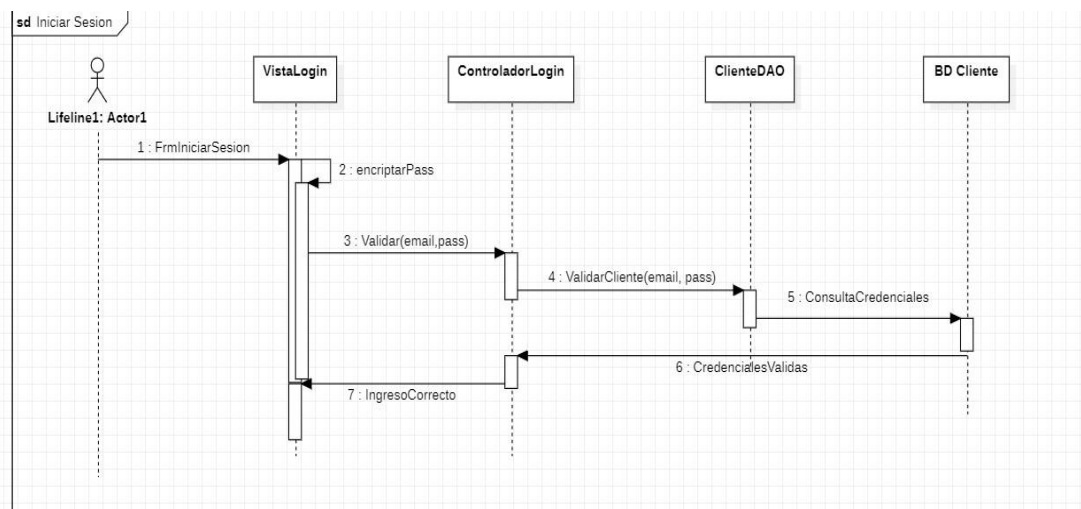 sd Iniciar Sesion
VistaLogin
ControladorLogin
ClienteDAO
BD Cliente
Lifeline1: Actor1
1 : FrmIniciarSesion
2 : encriptarPass
3 : Validar(email,pass)
4 : ValidarCliente(email, pass)
5 : ConsultaCredenciales
6 : CredencialesValidas
7 : IngresoCorrecto